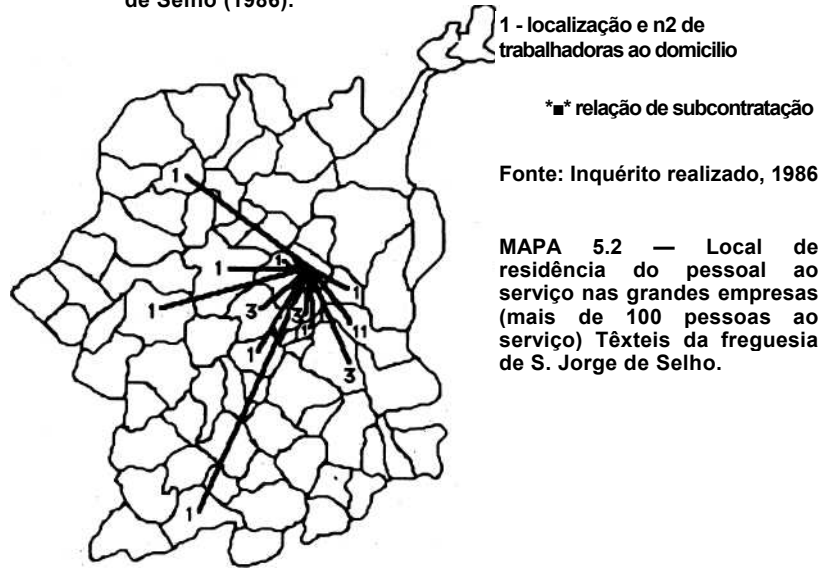 de Selho (1986).
1 - localização e n2 de
trabalhadoras ao domicilio
*■* relação de subcontratação
Fonte: Inquérito realizado, 1986
MAPA 5.2 — Local de
residência do pessoal ao
serviço nas grandes empresas
(mais de 100 pessoas ao
serviço) Têxteis da freguesia
de S. Jorge de Selho.
1
1
1
1
1
3
3
11
1
1
3
1